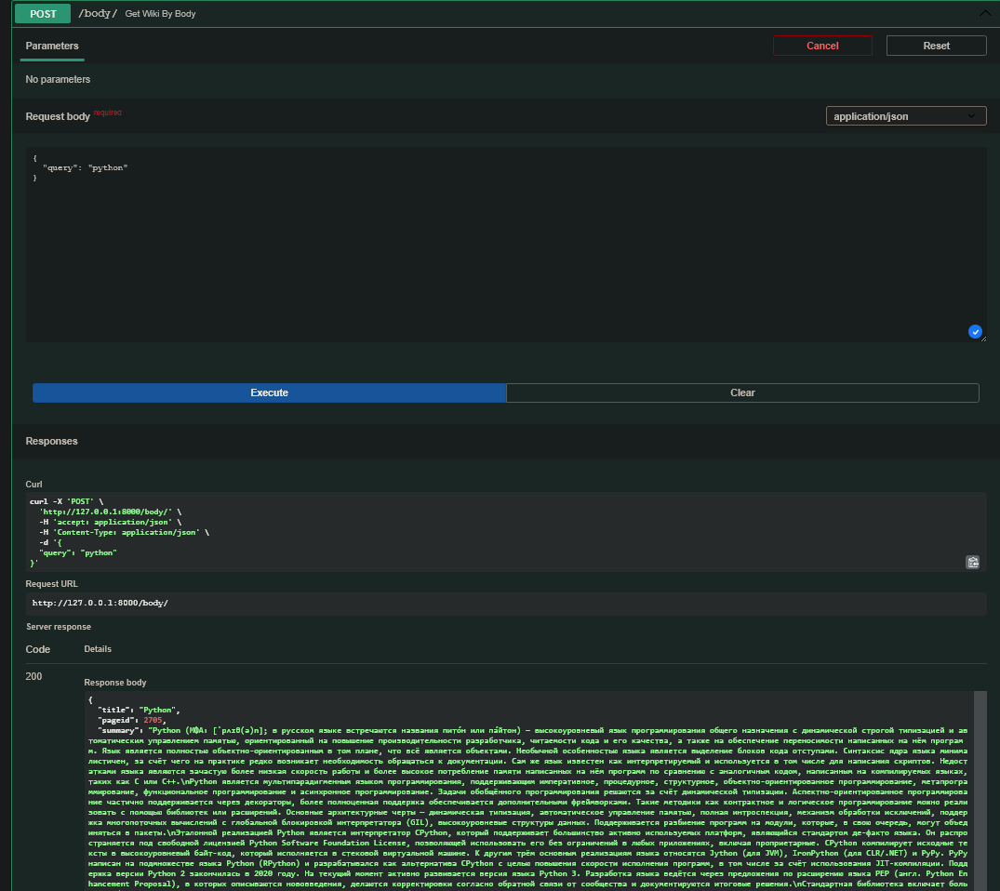 POST /body/ Get Wiki By Body
Parameters Cancel Reset
No parameters
Request body required application/json
{
"query": "python"
}
Execute Clear
Responses
Curl
curl -X 'POST' \
'http://127.0.0.1:8000/body/' \
-H 'accept: application/json' \
-H 'Content-Type: application/json' \
-d '{
"query": "python"
}'
Request URL
http://127.0.0.1:8000/body/
Server response
Code Details
200
Response body
{
"title": "Python",
"pageid": 2705,
"summary": "Python (МФА: [ˈpʌɪθ(ə)n]; в русском языке встречаются названия пито́н или па́йтон) — высокоуровневый язык программирования общего назначения с динамической строгой типизацией и ав
томатическим управлением памятью, ориентированный на повышение производительности разработчика, читаемости кода и его качества, а также на обеспечение переносимости написанных на нём програм
м. Язык является полностью объектно-ориентированным в том плане, что всё является объектами. Необычной особенностью языка является выделение блоков кода отступами. Синтаксис ядра языка минима
листичен, за счёт чего на практике редко возникает необходимость обращаться к документации. Сам же язык известен как интерпретируемый и используется в том числе для написания скриптов. Недост
атками языка являются зачастую более низкая скорость работы и более высокое потребление памяти написанных на нём программ по сравнению с аналогичным кодом, написанным на компилируемых языках,
таких как C или C++.\nPython является мультипарадигменным языком программирования, поддерживающим императивное, процедурное, структурное, объектно-ориентированное программирование, метапрогра
ммирование, функциональное программирование и асинхронное программирование. Задачи обобщённого программирования решаются за счёт динамической типизации. Аспектно-ориентированное программирова
ние частично поддерживается через декораторы, более полноценная поддержка обеспечивается дополнительными фреймворками. Такие методики как контрактное и логическое программирование можно реали
зовать с помощью библиотек или расширений. Основные архитектурные черты — динамическая типизация, автоматическое управление памятью, полная интроспекция, механизм обработки исключений, поддер
жка многопоточных вычислений с глобальной блокировкой интерпретатора (GIL), высокоуровневые структуры данных. Поддерживается разбиение программ на модули, которые, в свою очередь, могут объед
иняться в пакеты.\nЭталонной реализацией Python является интерпретатор CPython, который поддерживает большинство активно используемых платформ, являющийся стандартом де-факто языка. Он распро
страняется под свободной лицензией Python Software Foundation License, позволяющей использовать его без ограничений в любых приложениях, включая проприетарные. CPython компилирует исходные те
ксты в высокоуровневый байт-код, который исполняется в стековой виртуальной машине. К другим трём основным реализациям языка относятся Jython (для JVM), IronPython (для CLR/.NET) и PyPy. PyPy
написан на подмножестве языка Python (RPython) и разрабатывался как альтернатива CPython с целью повышения скорости исполнения программ, в том числе за счёт использования JIT-компиляции. Подд
ержка версии Python 2 закончилась в 2020 году. На текущий момент активно развивается версия языка Python 3. Разработка языка ведётся через предложения по расширению языка PEP (англ. Python En
hancement Proposal), в которых описываются нововведения, делаются корректировки согласно обратной связи от сообщества и документируются итоговые решения.\nСтандартная библиотека включает боль